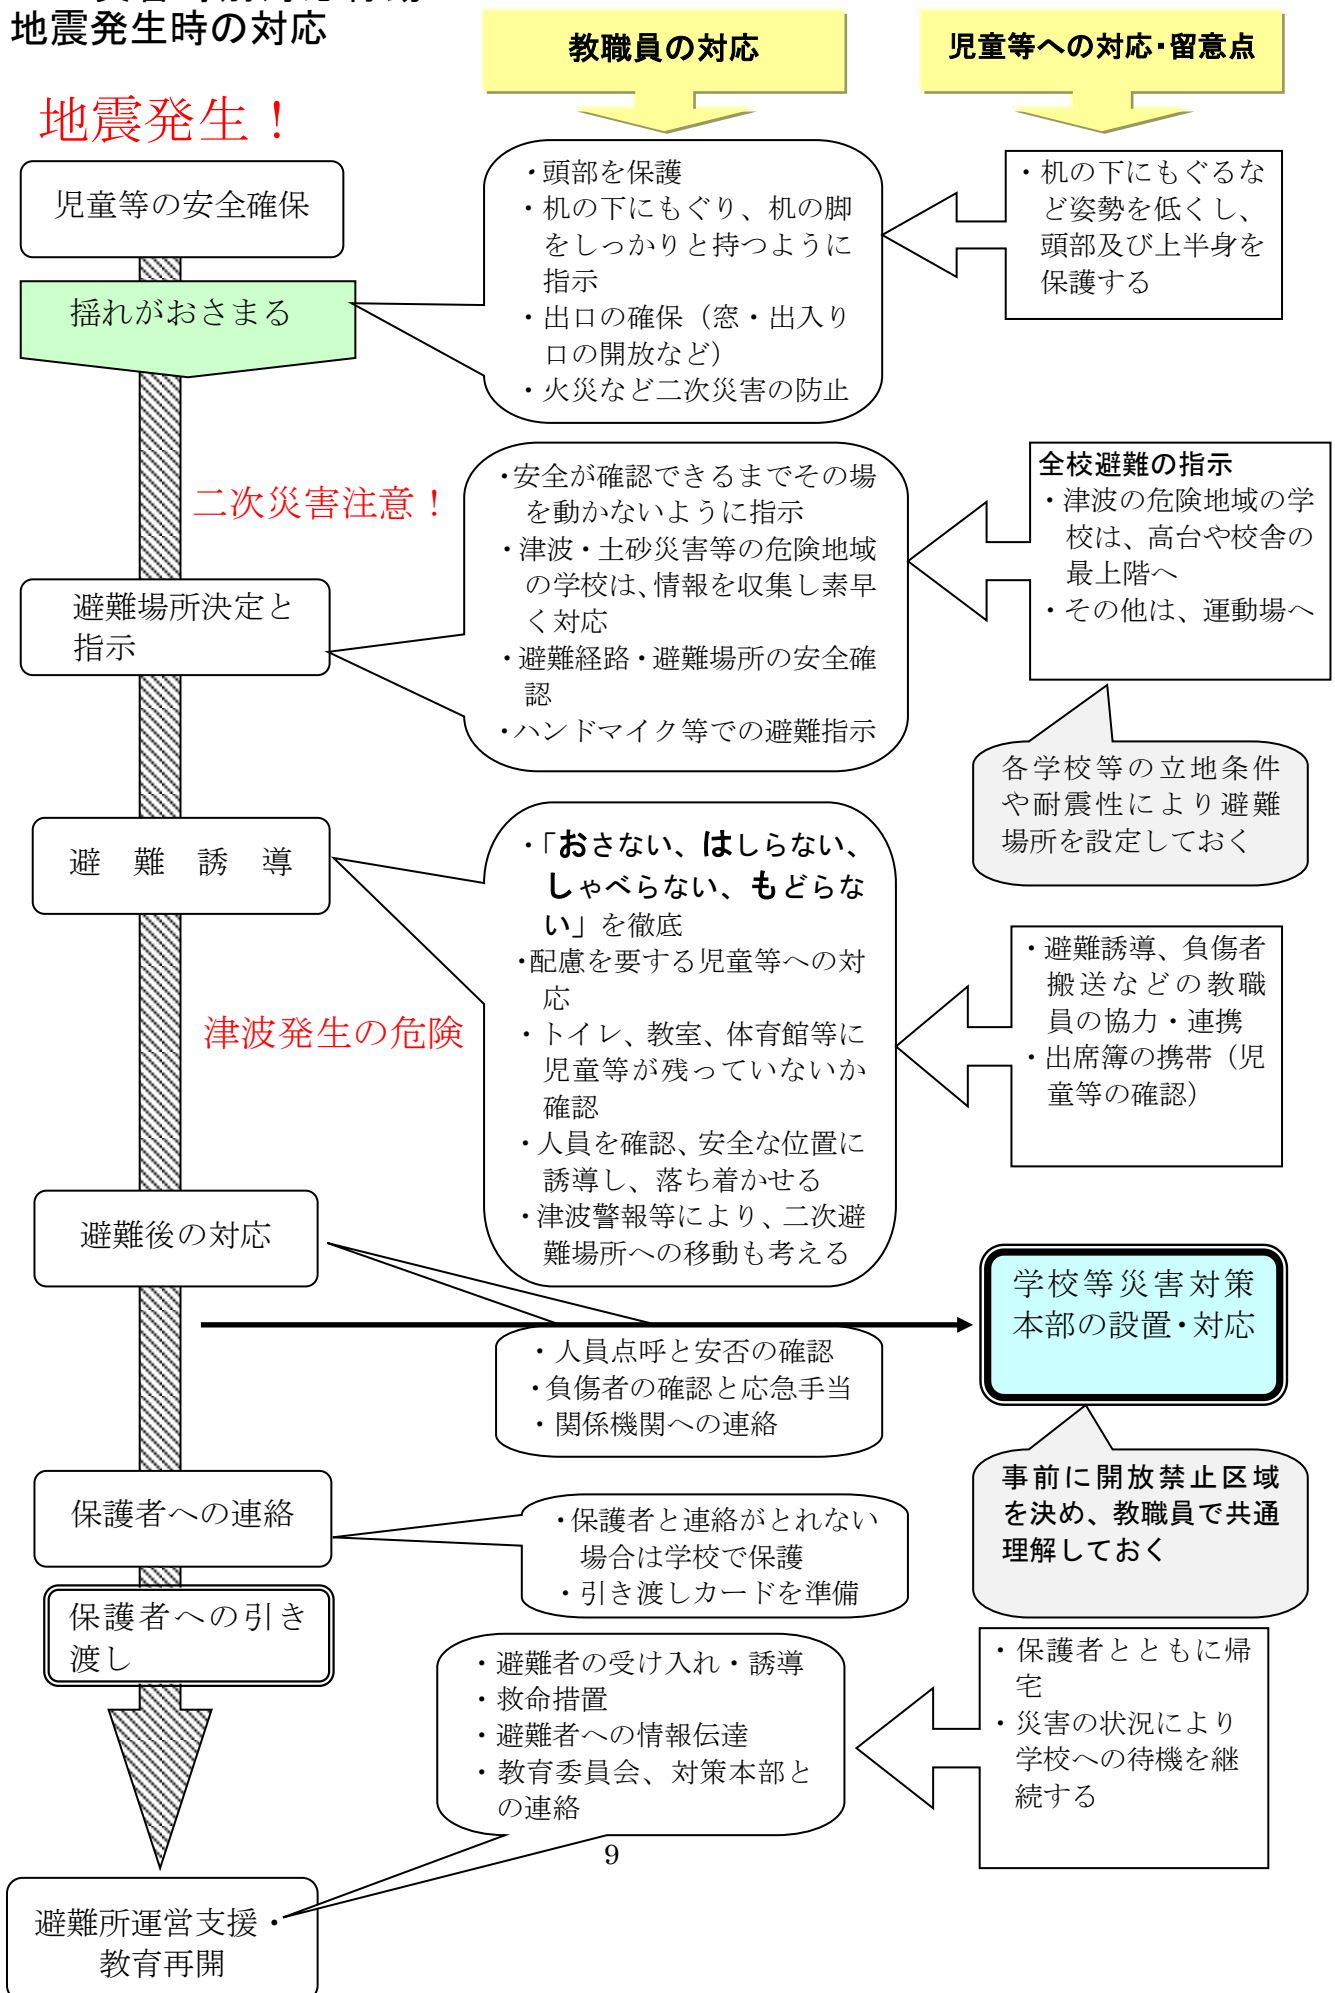 地震発生時の対応
教職員の対応
児童等への対応・留意点
地震発生！
児童等の安全確保
揺れがおさまる
・頭部を保護
・机の下にもぐり、机の脚
をしっかりと持つように
指示
・出口の確保（窓・出入り
口の開放など）
・火災など二次災害の防止
・机の下にもぐるな
ど姿勢を低くし、
頭部及び上半身を
保護する
二次災害注意！
避難場所決定と
指示
・安全が確認できるまでその場
を動かないように指示
・津波・土砂災害等の危険地域
の学校は、情報を収集し素早
く対応
・避難経路・避難場所の安全確
認
・ハンドマイク等での避難指示
全校避難の指示
・津波の危険地域の学
校は、高台や校舎の
最上階へ
・その他は、運動場へ
各学校等の立地条件
や耐震性により避難
場所を設定しておく
避　難　誘　導
・「おさない、はしらない、
しゃべらない、もどらな
い」を徹底
・配慮を要する児童等への対
応
・トイレ、教室、体育館等に
児童等が残っていないか
確認
・人員を確認、安全な位置に
誘導し、落ち着かせる
・津波警報等により、二次避
難場所への移動も考える
・避難誘導、負傷者
搬送などの教職
員の協力・連携
・出席簿の携帯（児
童等の確認）
津波発生の危険
避難後の対応
学校等災害対策
本部の設置・対応
・人員点呼と安否の確認
・負傷者の確認と応急手当
・関係機関への連絡
事前に開放禁止区域
を決め、教職員で共通
理解しておく
保護者への連絡
・保護者と連絡がとれない
場合は学校で保護
・引き渡しカードを準備
保護者への引き
渡し
・避難者の受け入れ・誘導
・救命措置
・避難者への情報伝達
・教育委員会、対策本部と
の連絡
・保護者とともに帰
宅
・災害の状況により
学校への待機を継
続する
9
避難所運営支援・
教育再開